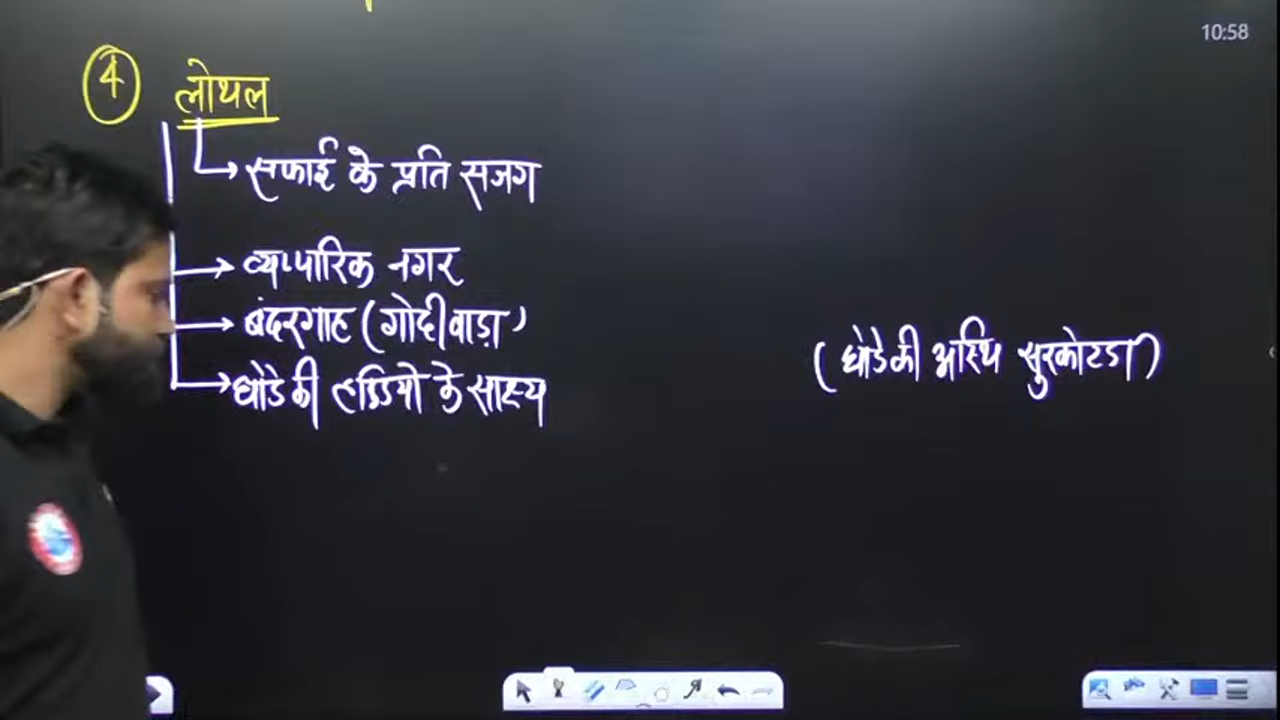 10:58
4 लोथल
सफाई के प्रति सजग
व्यापारिक नगर
बंदरगाह (गोदीवाड़ा)
घोडे की हड्डियो के साक्ष्य
(घोडे की अस्थि सुरकोटडा)